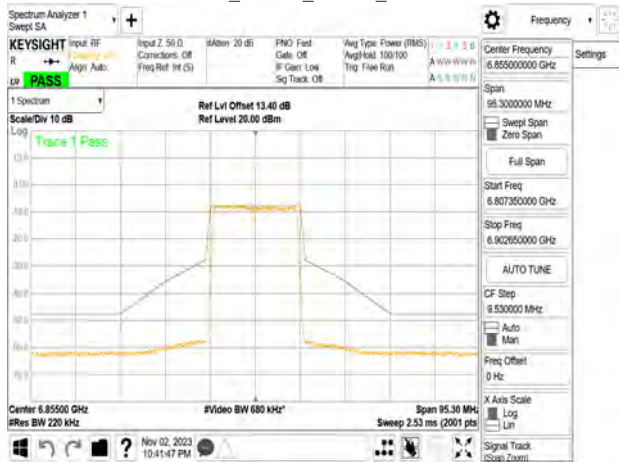 Spectrum Analyzer 1
Swept SA
Frequency
Settings
KEYSIGHT
Input: RF
Align: Auto
Input Z: 50 Ω
Corrections: Off
Freq Ref: Int (S)
#Atten: 20 dB
PNO: Fast
Gate: Off
IF Gain: Low
Sig Track: Off
Avg Type: Power (RMS)
Avg|Hold: 100/100
Trig: Free Run
R
PASS
1 Spectrum
Scale/Div 10 dB
Ref Lvl Offset 13.40 dB
Ref Level 20.00 dBm
Log
Trace 1 Pass
10.0
0.00
-10.0
Center 6.85500 GHz
#Res BW 220 kHz
#Video BW 680 kHz*
Span 95.30 MHz
Sweep 2.53 ms (2001 pts)
Nov 02, 2023
10:41:47 PM
?
Center Frequency
6.855000000 GHz
Span
95.3000000 MHz
Swept Span
Zero Span
Full Span
Start Freq
6.807350000 GHz
Stop Freq
6.902650000 GHz
AUTO TUNE
CF Step
9.530000 MHz
Auto
Man
Freq Offset
0 Hz
X Axis Scale
Log
Lin
Signal Track
(Span Zoom)